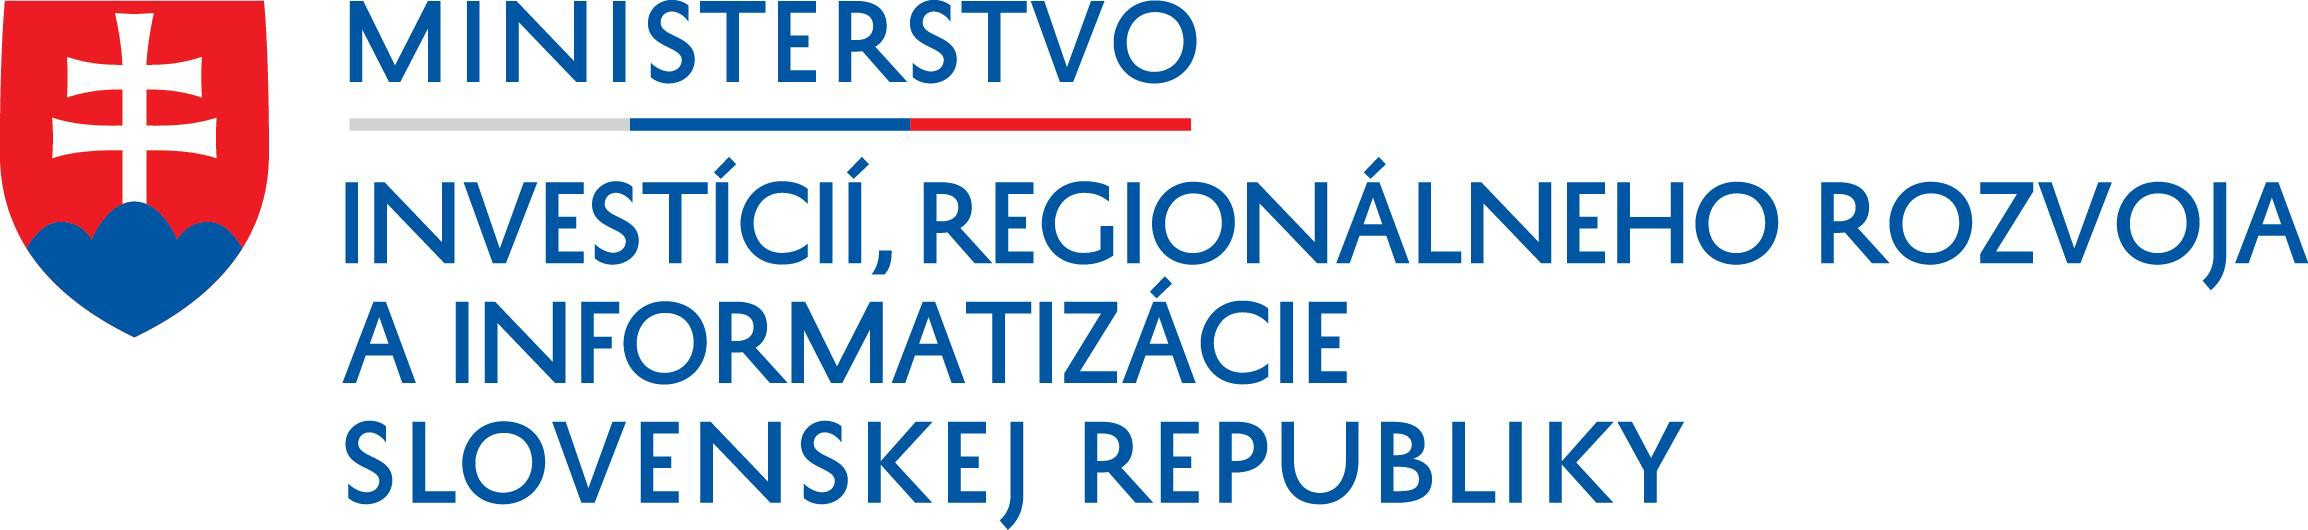 MINISTERSTVO
INVESTÍCIÍ, REGIONÁLNEHO ROZVOJA
A INFORMATIZÁCIE
SLOVENSKEJ REPUBLIKY